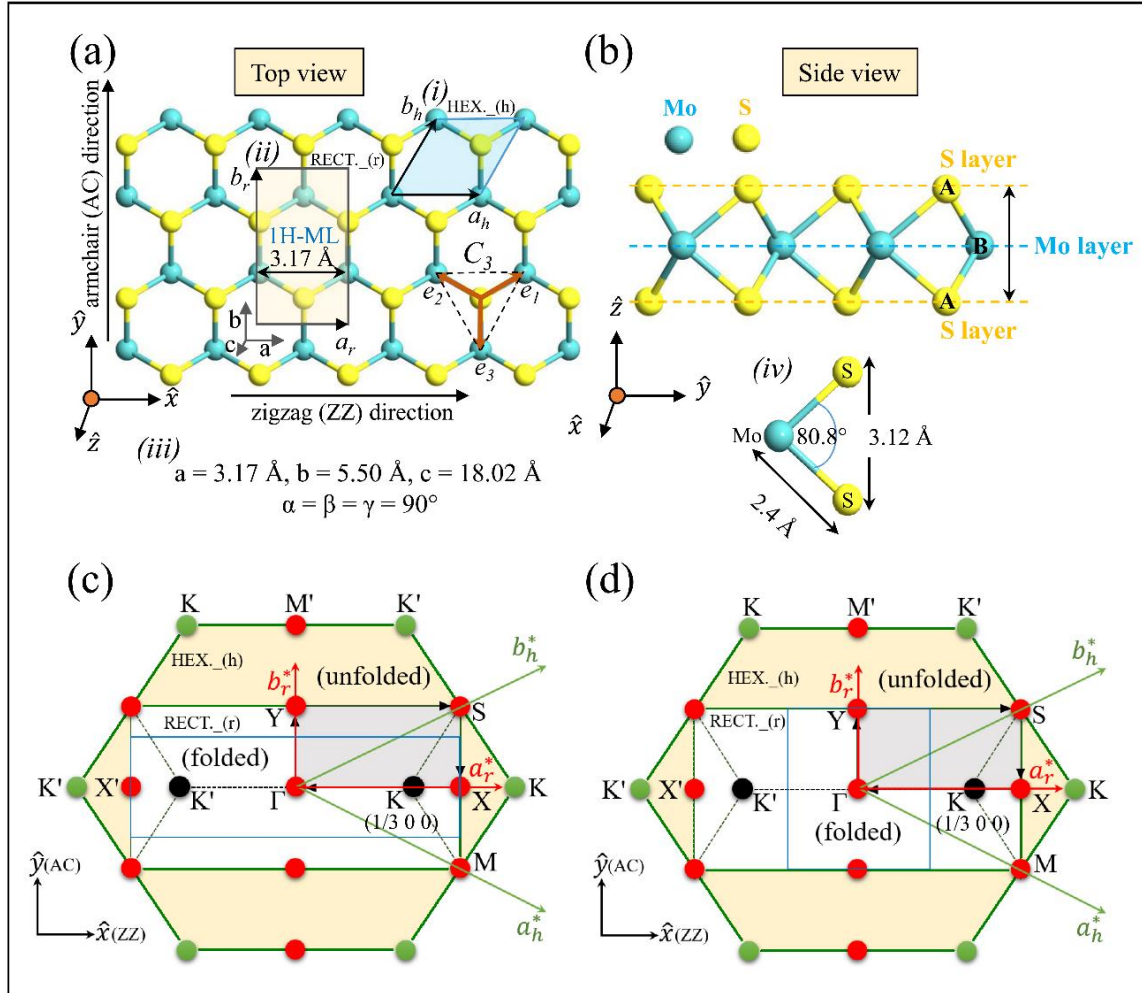 (a)
Top view
armchair (AC) direction
ŷ
b_h
(i)
HEX._(h)
(ii)
RECT._(r)
b_r
a_h
1H-ML
3.17 Å
C_3
e_2
e_1
e_3
b
c
a
a_r
ŷ
x̂
ẑ
zigzag (ZZ) direction
(iii)
a = 3.17 Å, b = 5.50 Å, c = 18.02 Å
α = β = γ = 90°
(b)
Side view
Mo
S
S layer
A
B
Mo layer
A
S layer
ẑ
ŷ
x̂
(iv)
S
Mo
80.8°
3.12 Å
S
2.4 Å
(c)
K
M'
K'
HEX._(h)
b_r^*
(unfolded)
b_h^*
Y
S
RECT._(r)
(folded)
K'
X'
K'
Γ
K
a_r^*
X
K
(1/3 0 0)
M
ŷ(AC)
x̂(ZZ)
a_h^*
(d)
K
M'
K'
HEX._(h)
b_r^*
(unfolded)
b_h^*
Y
S
RECT._(r)
K'
X'
K'
Γ
K
a_r^*
X
K
(1/3 0 0)
(folded)
M
ŷ(AC)
x̂(ZZ)
a_h^*